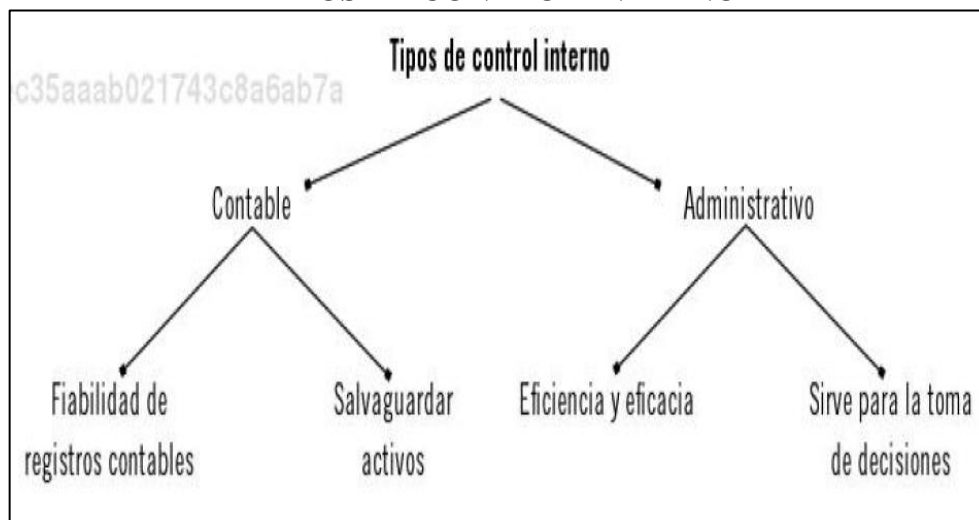 Tipos de control interno
c35aaab021743c8a6ab7a
Contable
Administrativo
Fiabilidad de
registros contables
Salvaguardar
activos
Eficiencia y eficacia
Sirve para la toma
de decisiones